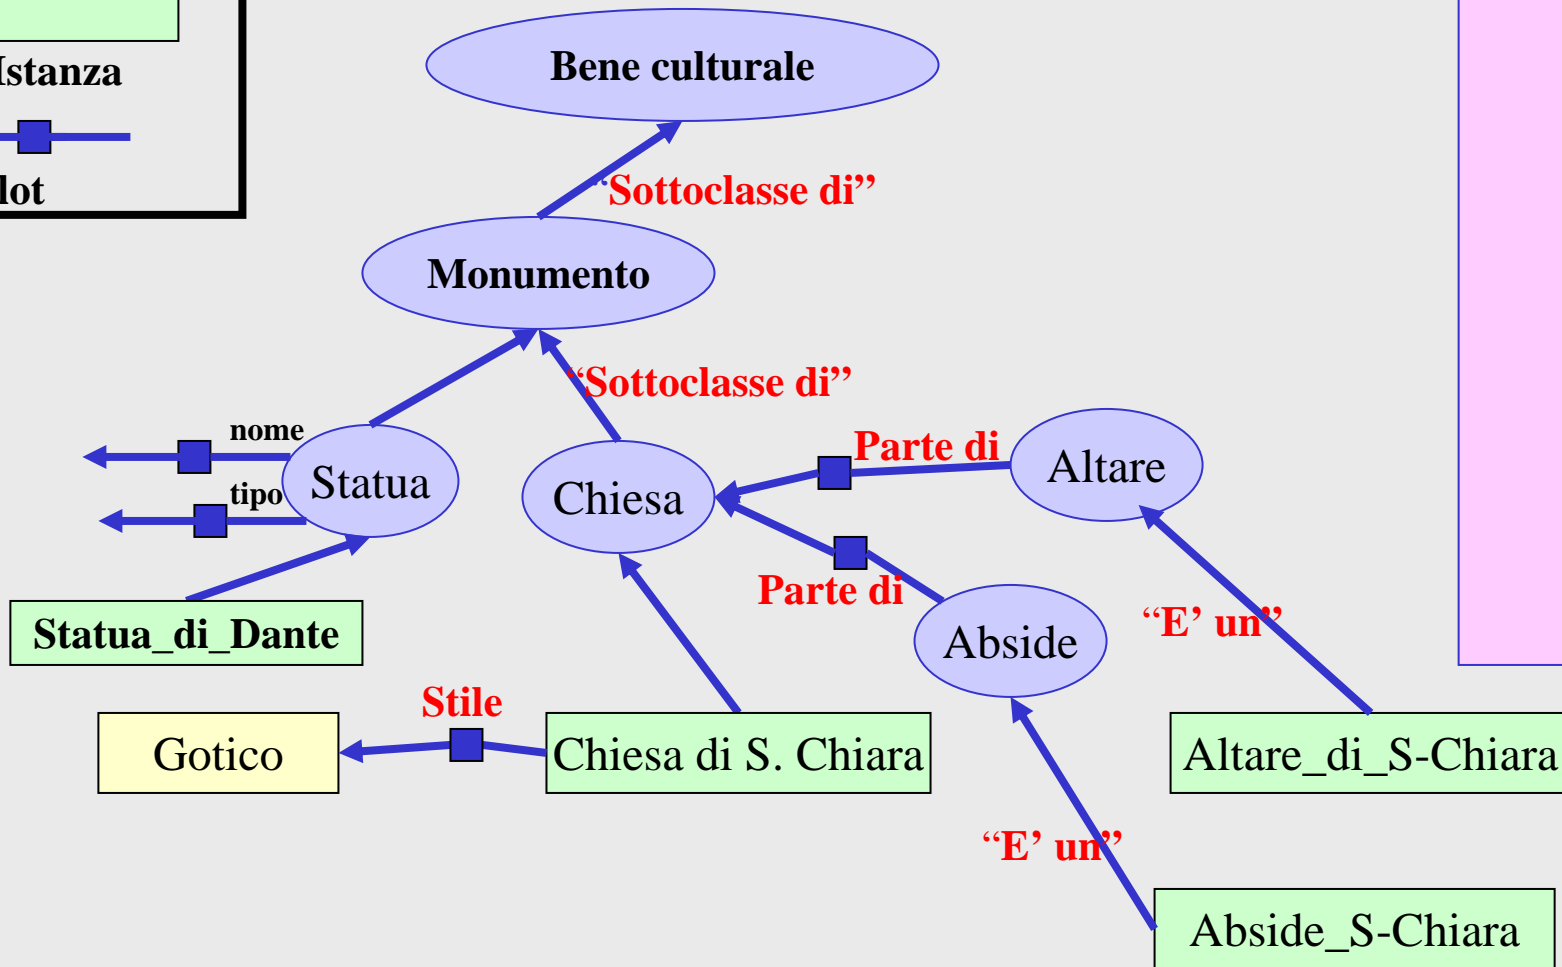 Bene culturale
Istanza
“Sottoclasse di”
lot
Monumento
“Sottoclasse di”
nome
Parte di
Altare
tipo
Statua
Chiesa
Parte di
“E’ un”
Statua_di_Dante
Abside
Stile
Gotico
Chiesa di S. Chiara
Altare_di_S-Chiara
“E’ un”
Abside_S-Chiara